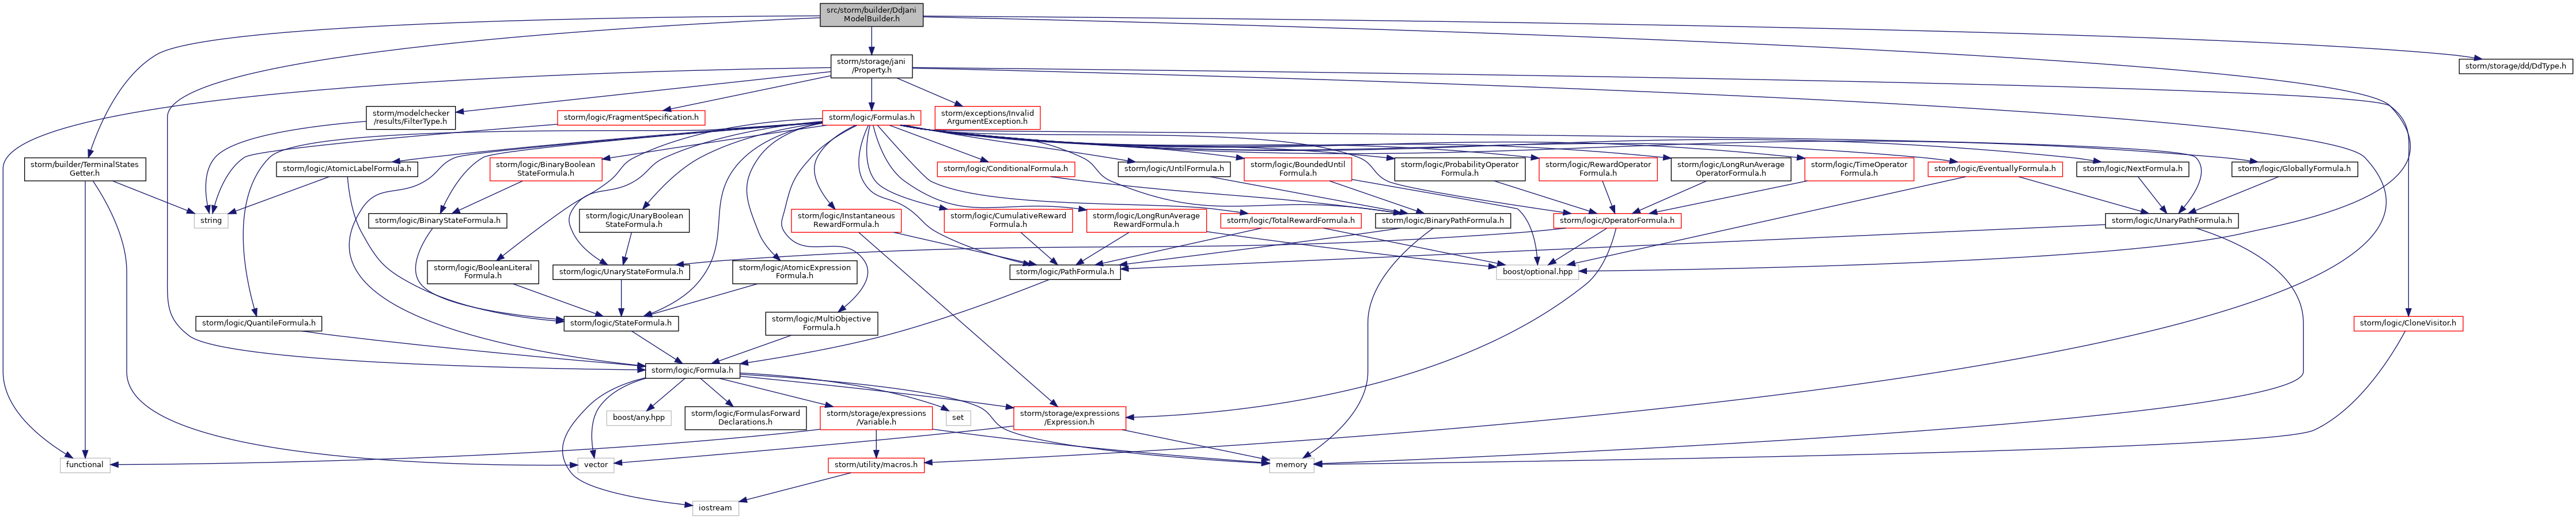 src/storm/builder/DdJani
ModelBuilder.h
storm/storage/jani
/Property.h
storm/storage/dd/DdType.h
storm/modelchecker
/results/FilterType.h
storm/logic/FragmentSpecification.h
storm/logic/Formulas.h
storm/exceptions/Invalid
ArgumentException.h
storm/builder/TerminalStates
Getter.h
storm/logic/AtomicLabelFormula.h
storm/logic/BinaryBoolean
StateFormula.h
storm/logic/ConditionalFormula.h
storm/logic/UntilFormula.h
storm/logic/BoundedUntil
Formula.h
storm/logic/ProbabilityOperator
Formula.h
storm/logic/RewardOperator
Formula.h
storm/logic/LongRunAverage
OperatorFormula.h
storm/logic/TimeOperator
Formula.h
storm/logic/EventuallyFormula.h
storm/logic/NextFormula.h
storm/logic/GloballyFormula.h
string
storm/logic/BinaryStateFormula.h
storm/logic/UnaryBoolean
StateFormula.h
storm/logic/Instantaneous
RewardFormula.h
storm/logic/CumulativeReward
Formula.h
storm/logic/LongRunAverage
RewardFormula.h
storm/logic/TotalRewardFormula.h
storm/logic/BinaryPathFormula.h
storm/logic/OperatorFormula.h
storm/logic/UnaryPathFormula.h
storm/logic/BooleanLiteral
Formula.h
storm/logic/UnaryStateFormula.h
storm/logic/AtomicExpression
Formula.h
storm/logic/PathFormula.h
boost/optional.hpp
storm/logic/QuantileFormula.h
storm/logic/StateFormula.h
storm/logic/MultiObjective
Formula.h
storm/logic/CloneVisitor.h
storm/logic/Formula.h
boost/any.hpp
storm/logic/FormulasForward
Declarations.h
storm/storage/expressions
/Variable.h
set
storm/storage/expressions
/Expression.h
functional
vector
storm/utility/macros.h
memory
iostream